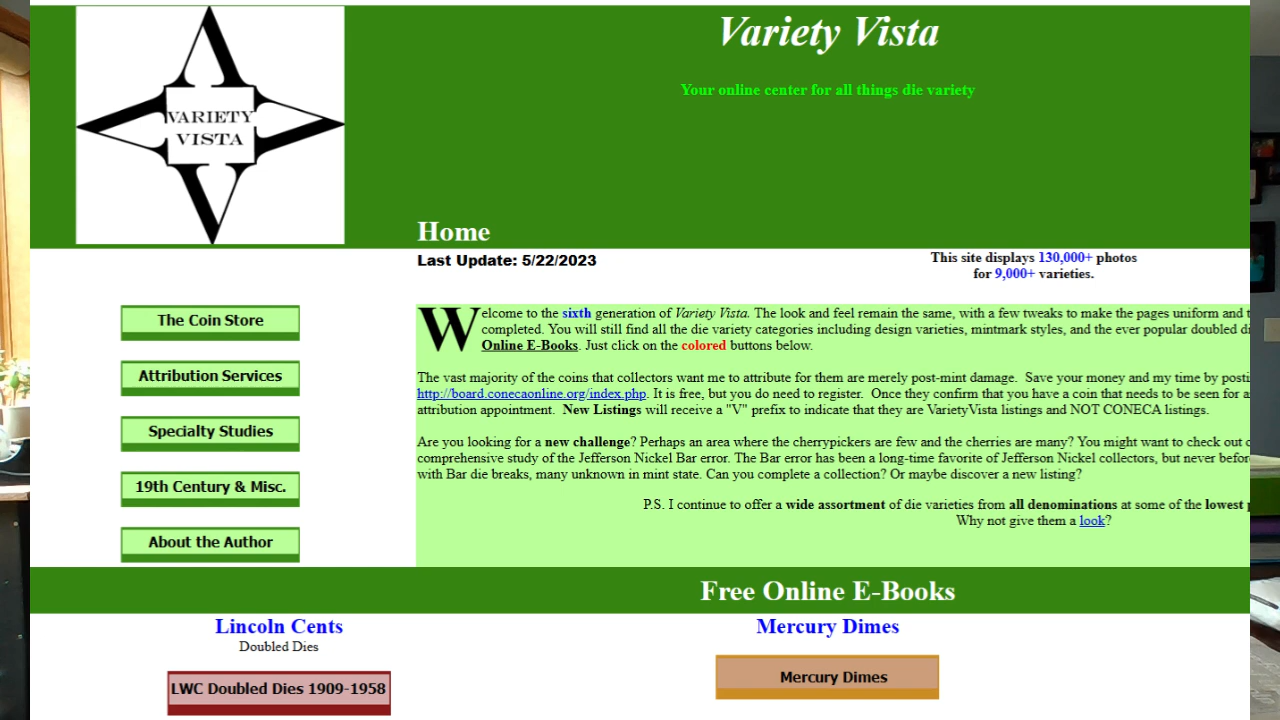 VARIETY
VISTA
Variety Vista
Your online center for all things die variety
Home
Last Update: 5/22/2023
This site displays 130,000+ photos
for 9,000+ varieties.
The Coin Store
Attribution Services
Specialty Studies
19th Century & Misc.
About the Author
Welcome to the sixth generation of Variety Vista. The look and feel remain the same, with a few tweaks to make the pages uniform and
completed. You will still find all the die variety categories including design varieties, mintmark styles, and the ever popular doubled
Online E-Books. Just click on the colored buttons below.
The vast majority of the coins that collectors want me to attribute for them are merely post-mint damage. Save your money and my time by
http://board.conecaonline.org/index.php. It is free, but you do need to register. Once they confirm that you have a coin that needs to be seen for
attribution appointment. New Listings will receive a "V" prefix to indicate that they are VarietyVista listings and NOT CONECA listings.
Are you looking for a new challenge? Perhaps an area where the cherrypickers are few and the cherries are many? You might want to check out
comprehensive study of the Jefferson Nickel Bar error. The Bar error has been a long-time favorite of Jefferson Nickel collectors, but never
with Bar die breaks, many unknown in mint state. Can you complete a collection? Or maybe discover a new listing?
P.S. I continue to offer a wide assortment of die varieties from all denominations at some of the lowest
Why not give them a look?
Free Online E-Books
Lincoln Cents
Doubled Dies
LWC Doubled Dies 1909-1958
Mercury Dimes
Mercury Dimes